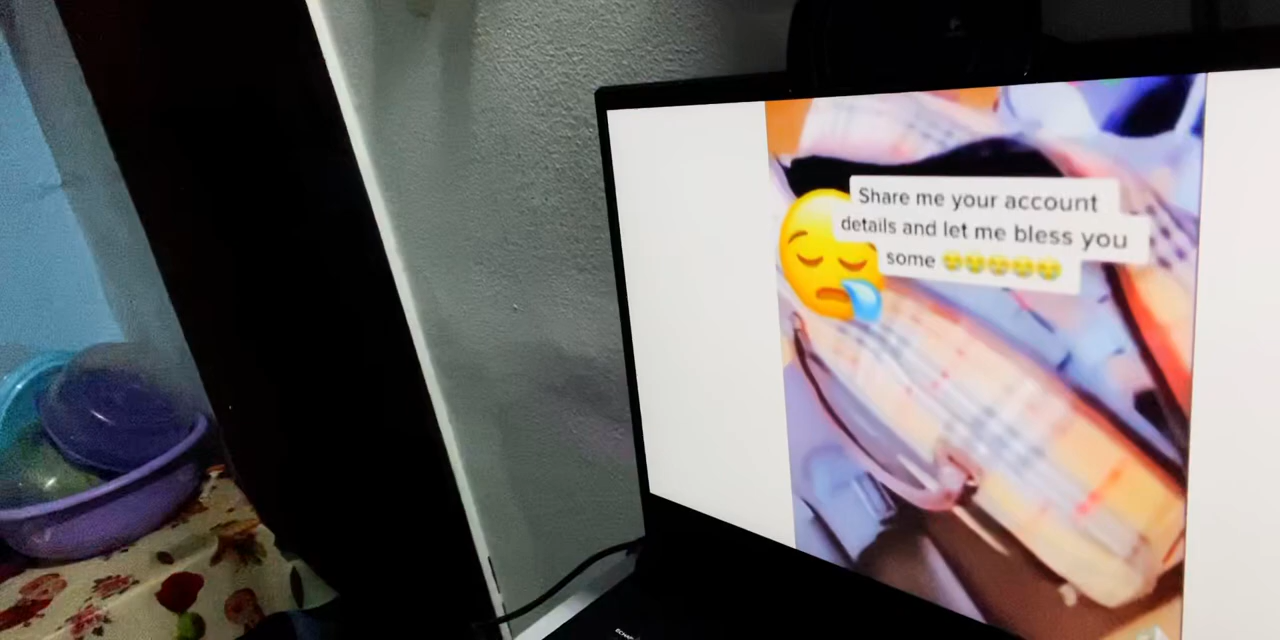 Share me your account
details and let me bless you
some 😭😭😭😭😭